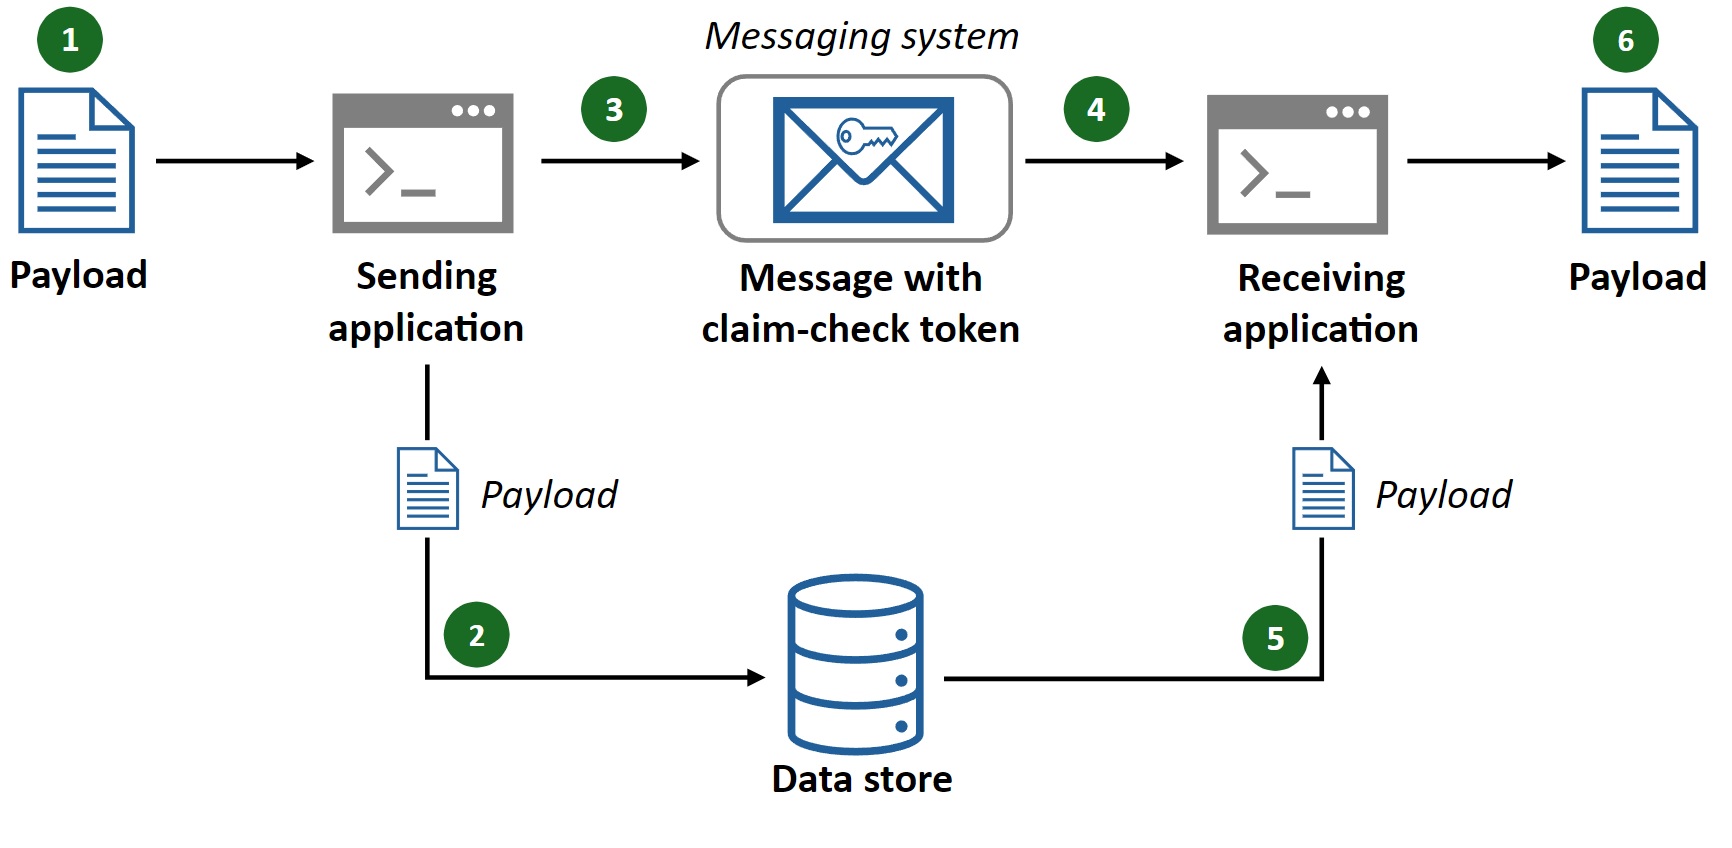 1
Messaging system
6
3
4
>_
>_
Payload
Sending
application
Message with
claim-check token
Receiving
application
Payload
Payload
Payload
2
5
Data store